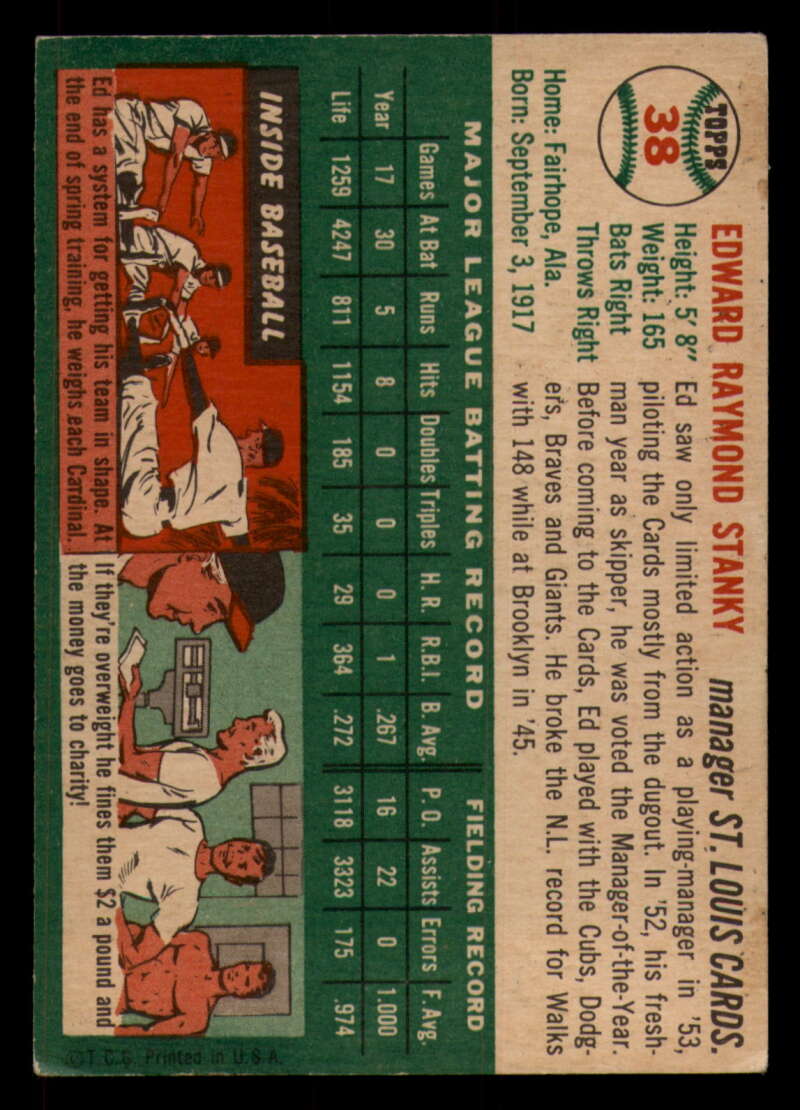 TOPPS
38
EDWARD RAYMOND STANKY manager ST. LOUIS CARDS.
Height: 5' 8"
Weight: 165
Bats Right
Throws Right
Home: Fairhope, Ala.
Born: September 3, 1917
Ed saw only limited action as a playing-manager in '53,
piloting the Cards mostly from the dugout. In '52, his fresh-
man year as skipper, he was voted the Manager-of-the-Year.
Before coming to the Cards, Ed played with the Cubs, Dodg-
ers, Braves and Giants. He broke the N.L. record for Walks
with 148 while at Brooklyn in '45.
MAJOR LEAGUE BATTING RECORD FIELDING RECORD
Games At Bat Runs Hits Doubles Triples H.R. R.B.I. B. Avg. P. O. Assists Errors F. Avg.
Year 17 30 5 8 0 0 0 1 .267 16 22 0 1.000
Life 1259 4247 811 1154 185 35 29 364 .272 3118 3323 175 .974
INSIDE BASEBALL
Ed has a system for getting his team in shape. At
the end of spring training, he weighs each Cardinal.
If they're overweight he fines them $2 a pound and
the money goes to charity!
©T.C.G. Printed in U.S.A.